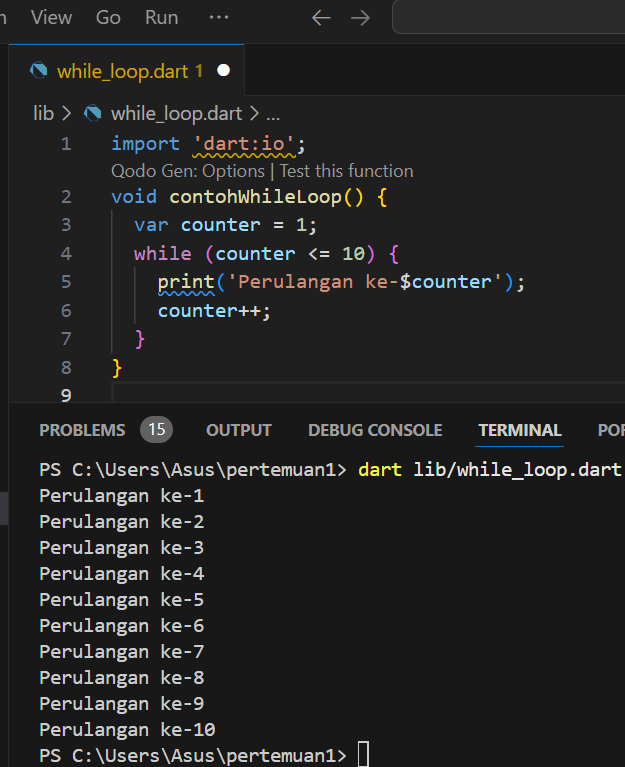 View Go Run ...
while_loop.dart 1
lib > while_loop.dart > ...
1 import 'dart:io';
Qodo Gen: Options | Test this function
2 void contohWhileLoop() {
3 var counter = 1;
4 while (counter <= 10) {
5 print('Perulangan ke-$counter');
6 counter++;
7 }
8 }
9
PROBLEMS 15 OUTPUT DEBUG CONSOLE TERMINAL
PS C:\Users\Asus\pertemuan1> dart lib/while_loop.dart
Perulangan ke-1
Perulangan ke-2
Perulangan ke-3
Perulangan ke-4
Perulangan ke-5
Perulangan ke-6
Perulangan ke-7
Perulangan ke-8
Perulangan ke-9
Perulangan ke-10
PS C:\Users\Asus\pertemuan1>